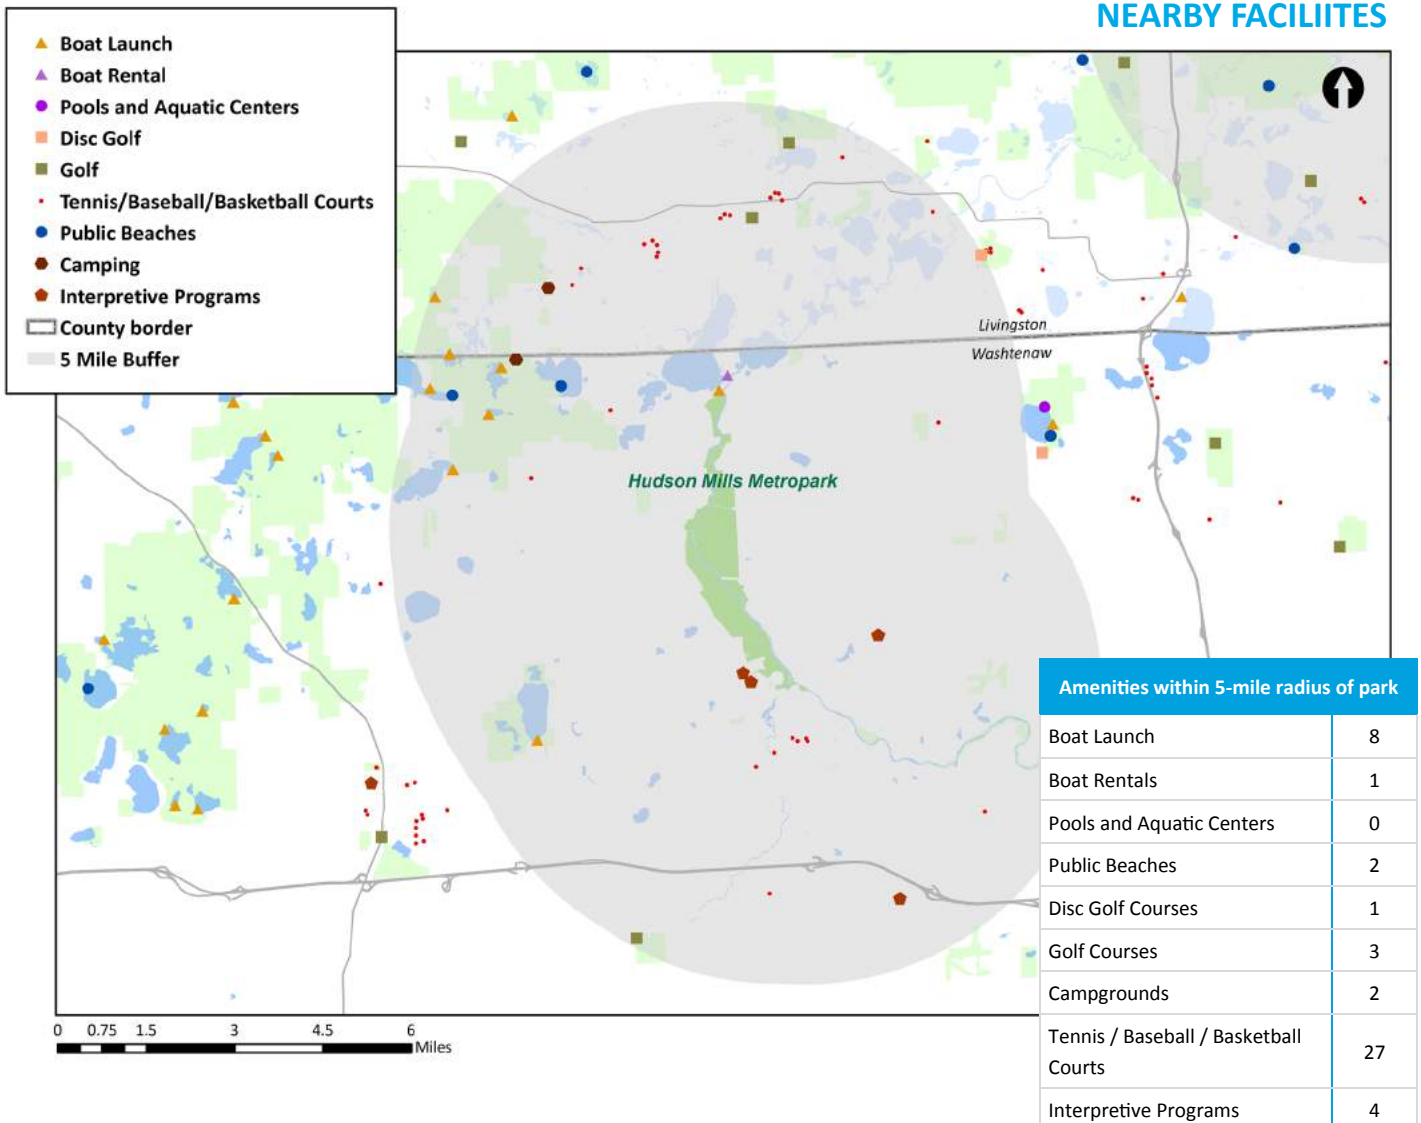 NEARBY FACILIITES
Boat Launch
Boat Rental
Pools and Aquatic Centers
Disc Golf
Golf
Tennis/Baseball/Basketball Courts
Public Beaches
Camping
Interpretive Programs
County border
5 Mile Buffer
Livingston
Washtenaw
Hudson Mills Metropark
Amenities within 5-mile radius of park
Boat Launch 8
Boat Rentals 1
Pools and Aquatic Centers 0
Public Beaches 2
Disc Golf Courses 1
Golf Courses 3
Campgrounds 2
Tennis / Baseball / Basketball
Courts 27
Interpretive Programs 4
0 0.75 1.5 3 4.5 6
Miles